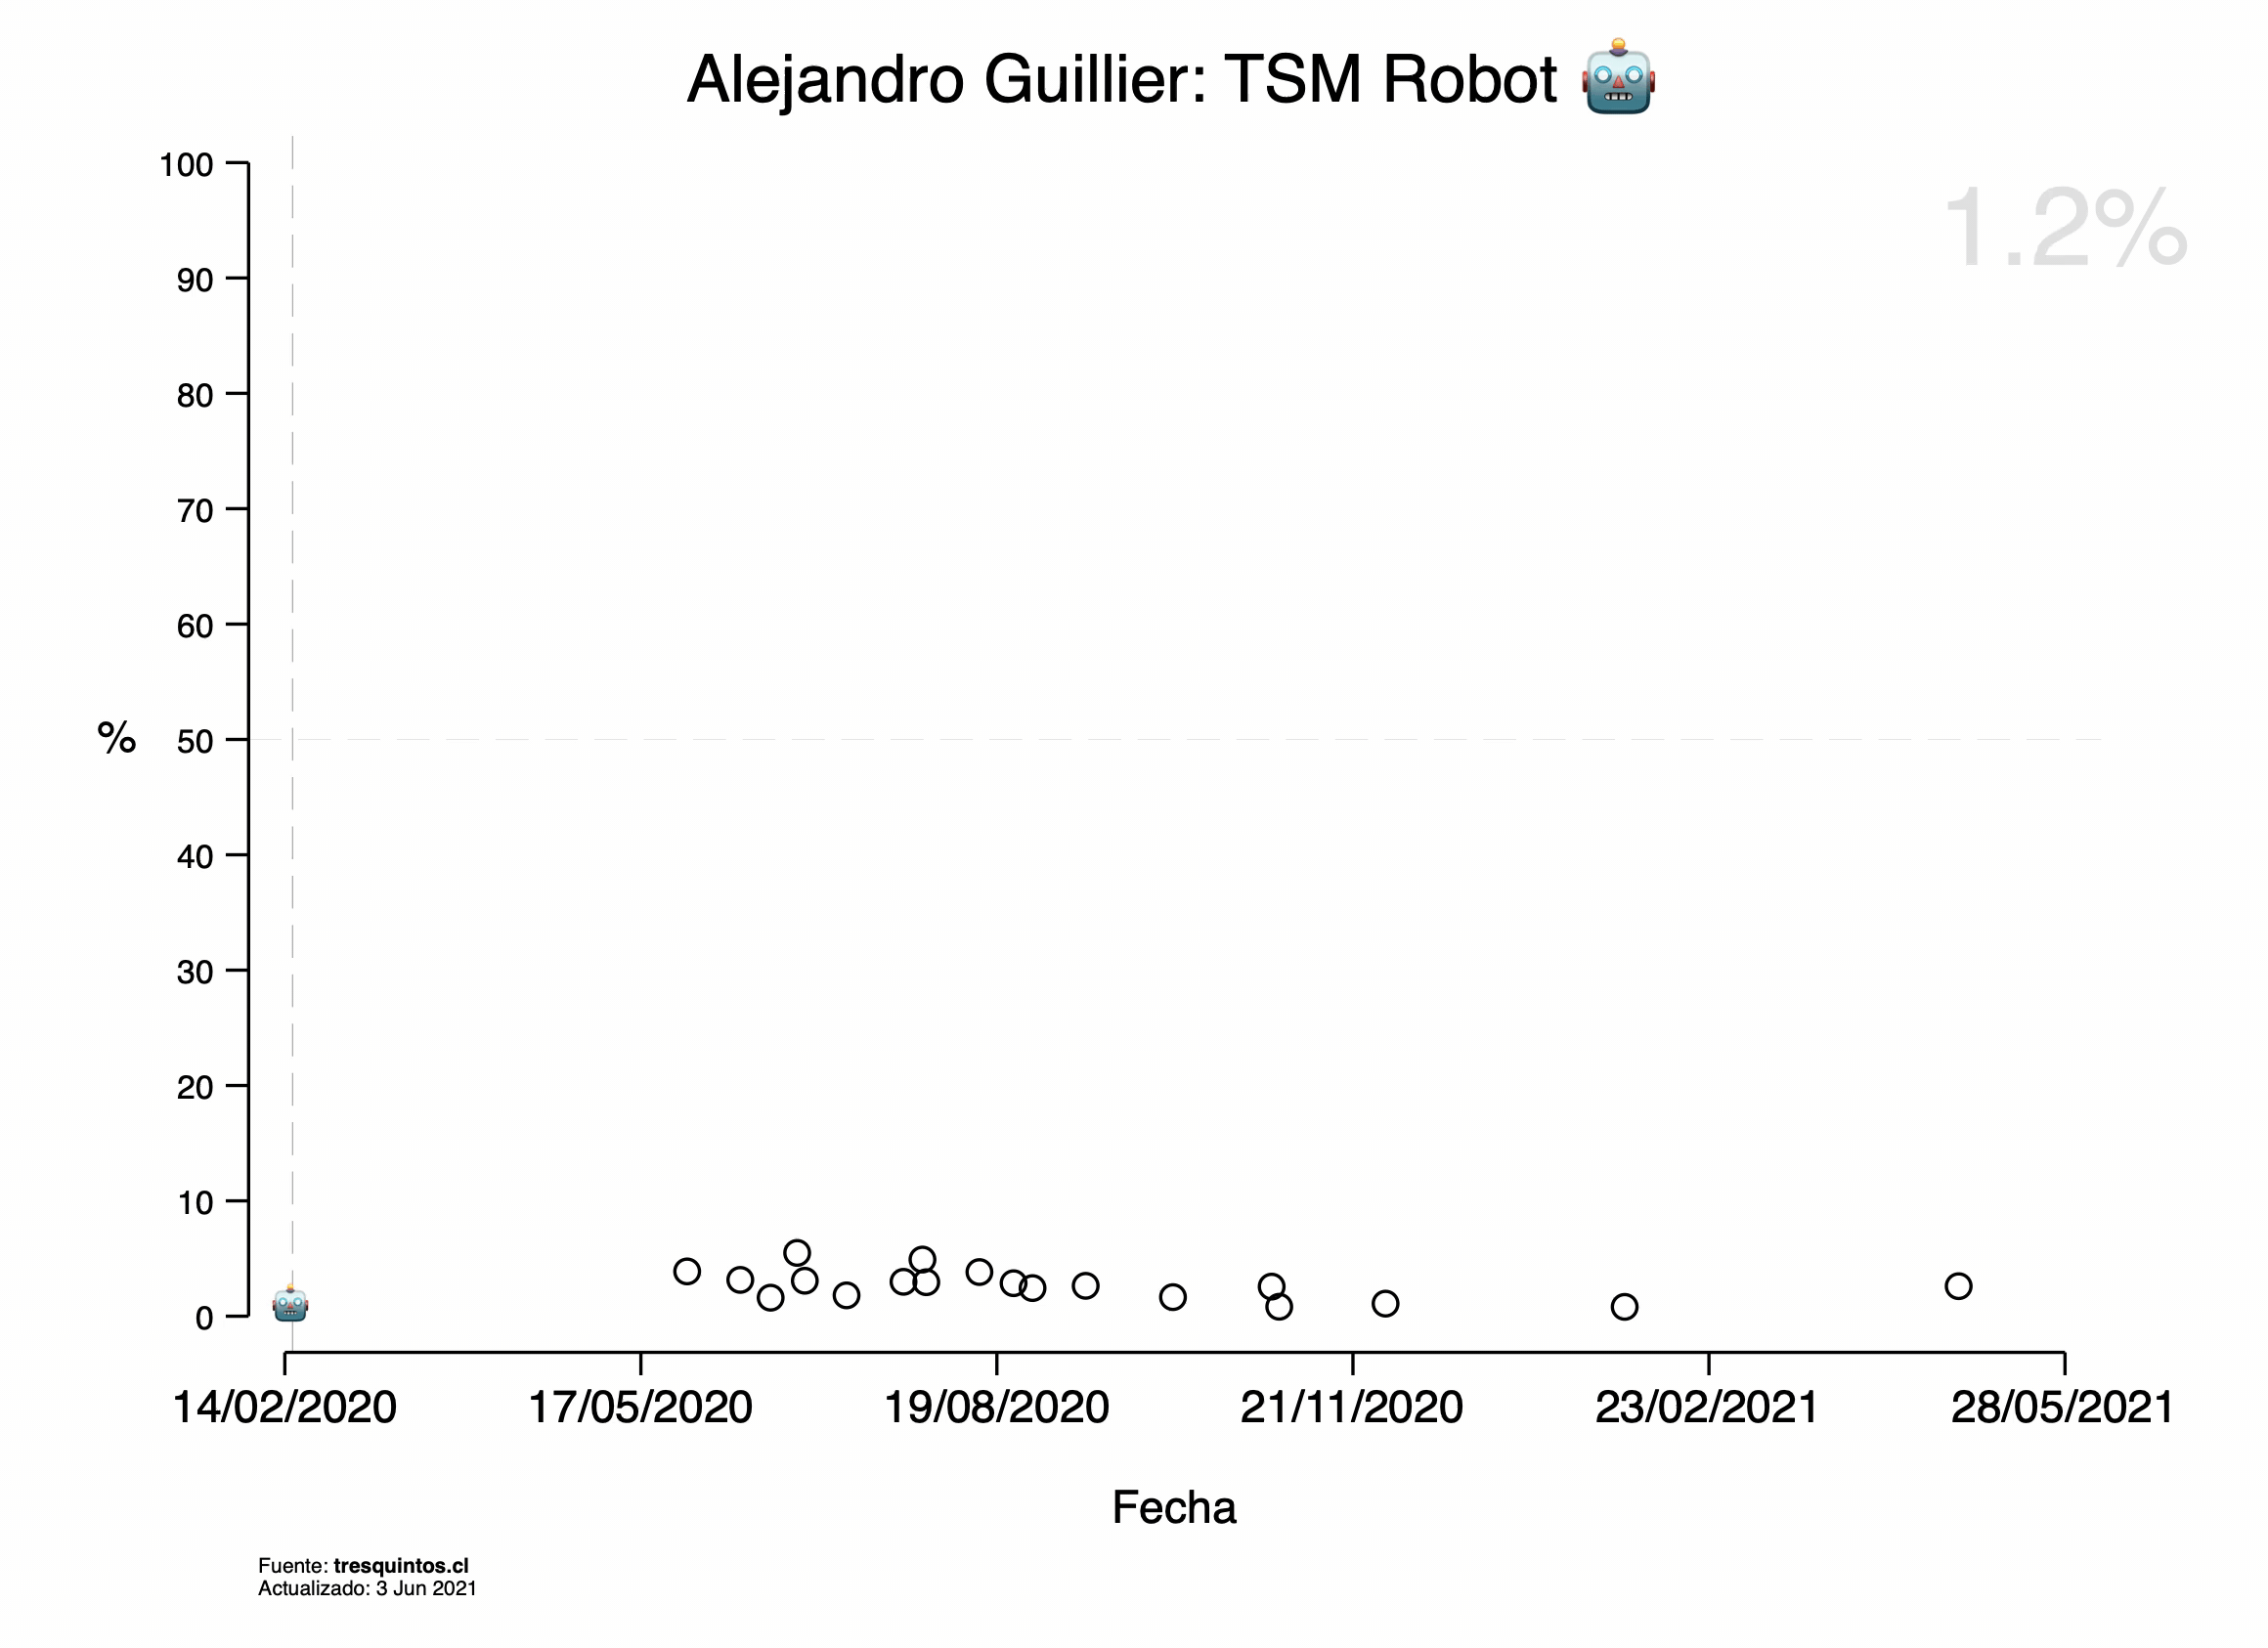 Alejandro Guillier: TSM Robot 🤖
1.2%
100
90
80
70
60
50
40
30
20
10
0
%
14/02/2020 17/05/2020 19/08/2020 21/11/2020 23/02/2021 28/05/2021
Fecha
Fuente: tresquintos.cl
Actualizado: 3 Jun 2021